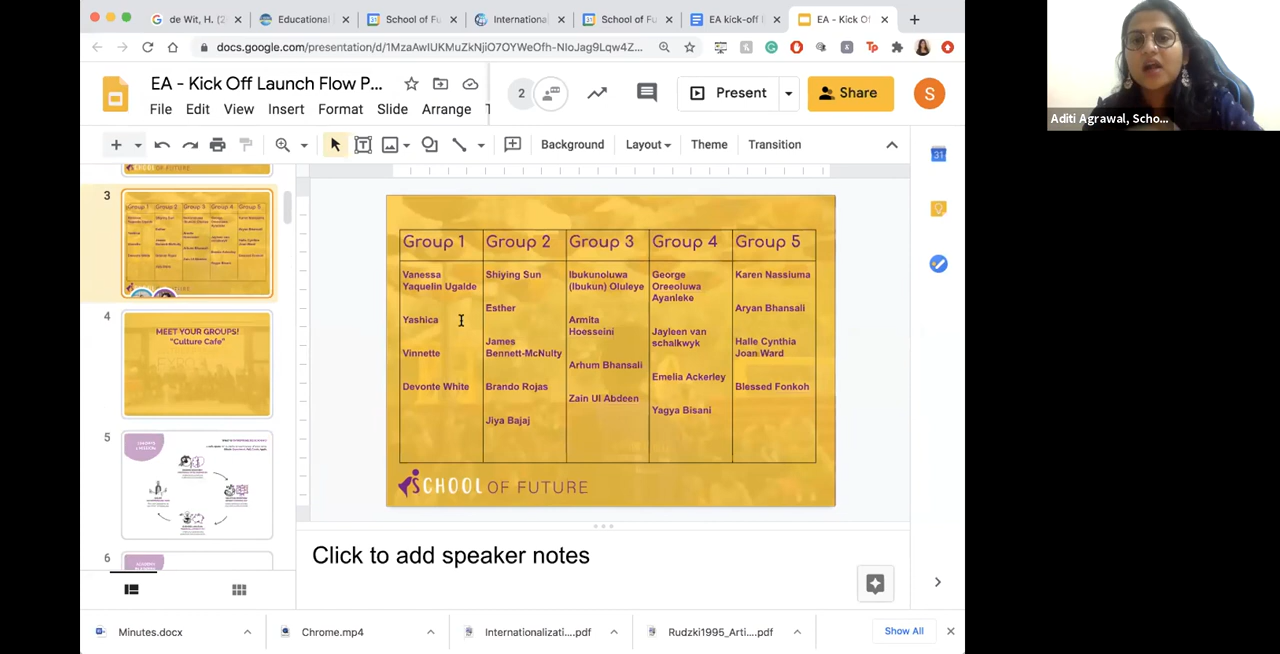 de Wit, H. (2
Educational
School of Fu
International
School of Fu
EA kick-off
EA - Kick Of
docs.google.com/presentation/d/1MzaAwIUKMuZkNjiO7OYWeOfh-NIoJag9Lqw4Z...
EA - Kick Off Launch Flow P...
2
Present
Share
S
File Edit View Insert Format Slide Arrange
Background Layout Theme Transition
31
3
4
MEET YOUR GROUPS!
"Culture Cafe"
5
6
Group 1
Vanessa
Yaquelin Ugalde
Yashica
Vinnette
Devonte White
Group 2
Shiying Sun
Esther
James
Bennett-McNulty
Brando Rojas
Jiya Bajaj
Group 3
Ibukunoluwa
(Ibukun) Oluleye
Armita
Hoesseini
Arhum Bhansali
Zain Ul Abdeen
Group 4
George
Oreeoluwa
Ayanleke
Jayleen van
schalkwyk
Emelia Ackerley
Yagya Bisani
Group 5
Karen Nassiuma
Aryan Bhansali
Halle Cynthia
Joan Ward
Blessed Fonkoh
SCHOOL OF FUTURE
Click to add speaker notes
Minutes.docx
Chrome.mp4
Internationalizati....pdf
Rudzki1995_Arti....pdf
Show All
Aditi Agrawal, Scho...